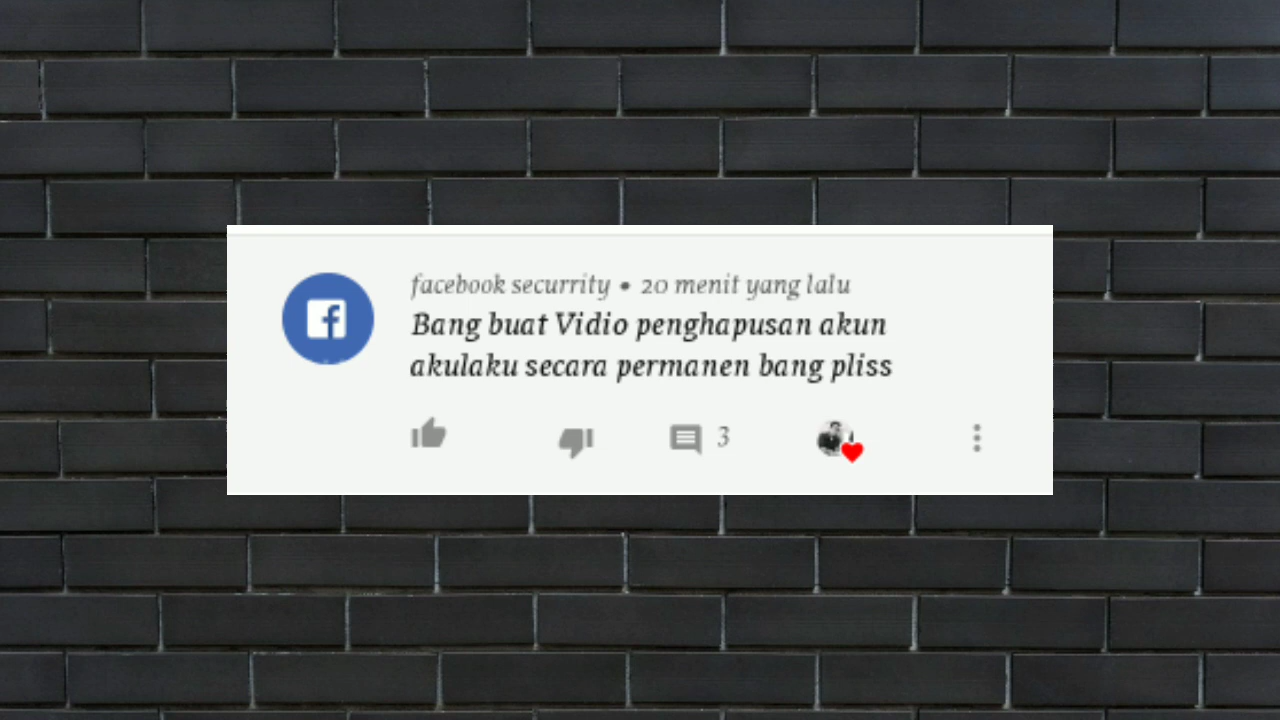 facebook securrity • 20 menit yang lalu
Bang buat Vidio penghapusan akun
akulaku secara permanen bang pliss
3